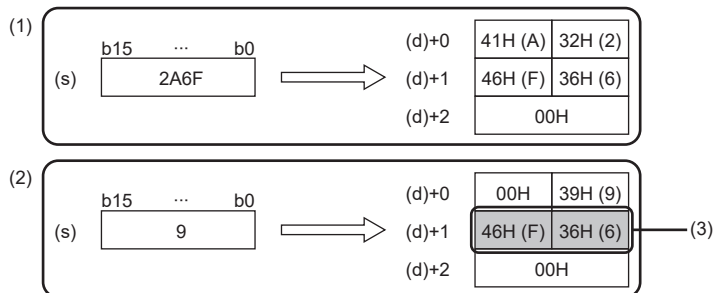 (1)
b15 ... b0
(s) 2A6F
(d)+0 41H (A) 32H (2)
(d)+1 46H (F) 36H (6)
(d)+2 00H
(2)
b15 ... b0
(s) 9
(d)+0 00H 39H (9)
(d)+1 46H (F) 36H (6) (3)
(d)+2 00H